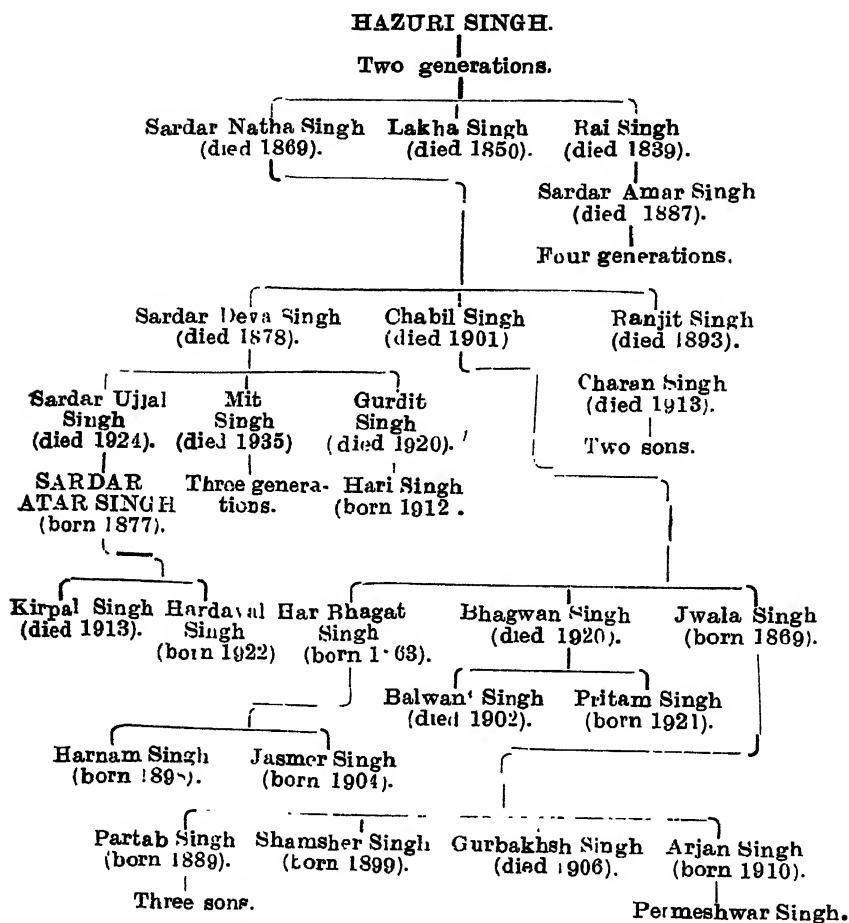 HAZURI SINGH.
Two generations.
Sardar Natha Singh Lakha Singh Rai Singh
(died 1869). (died 1850). (died 1839).
Sardar Amar Singh
(died 1887).
Four generations.
Sardar Deva Singh Chabil Singh Ranjit Singh
(died 1878). (died 1901) (died 1893).
Charan Singh
(died 1913).
Two sons.
Sardar Ujjal Mit Gurdit
Singh Singh Singh
(died 1924). (died 1935) (died 1920).
SARDAR Three genera- Hari Singh
ATAR SINGH tions. (born 1912 .
(born 1877).
Kirpal Singh Hardayal Har Bhagat Bhagwan Singh Jwala Singh
(died 1913). Singh Singh (died 1920). (born 1869).
(born 1922) (born 63).
Balwant Singh Pritam Singh
(died 1902). (born 1921).
Harnam Singh Jasmer Singh
(born ). (born 1904).
Partab Singh Shamsher Singh Gurbakhsh Singh Arjan Singh
(born 1889). (born 1899). (died 1906). (born 1910).
Three sons. Permeshwar Singh.